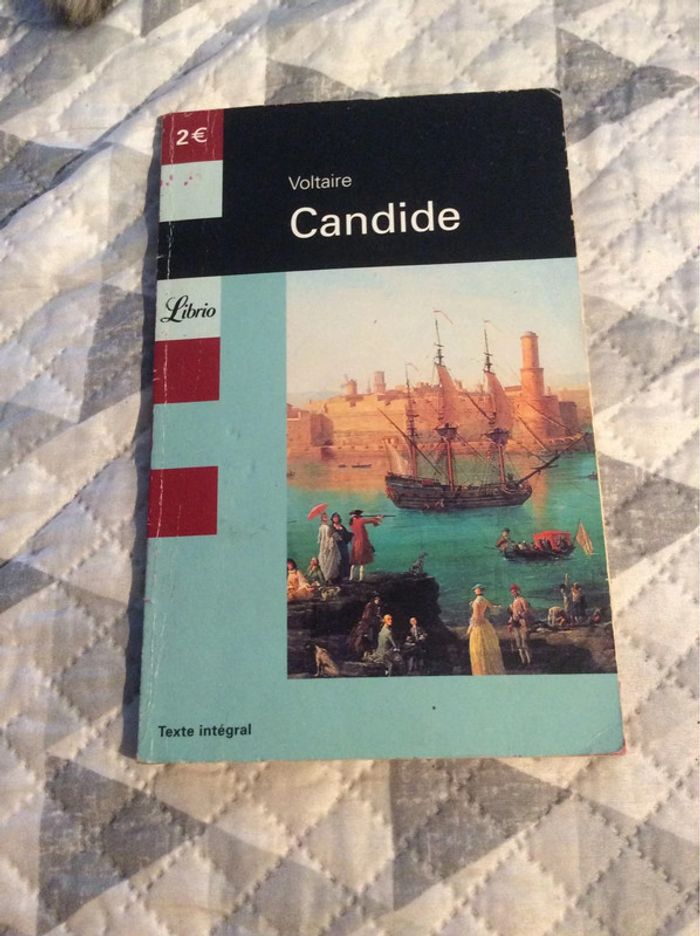 2€
Voltaire
Candide
Librio
Texte intégral